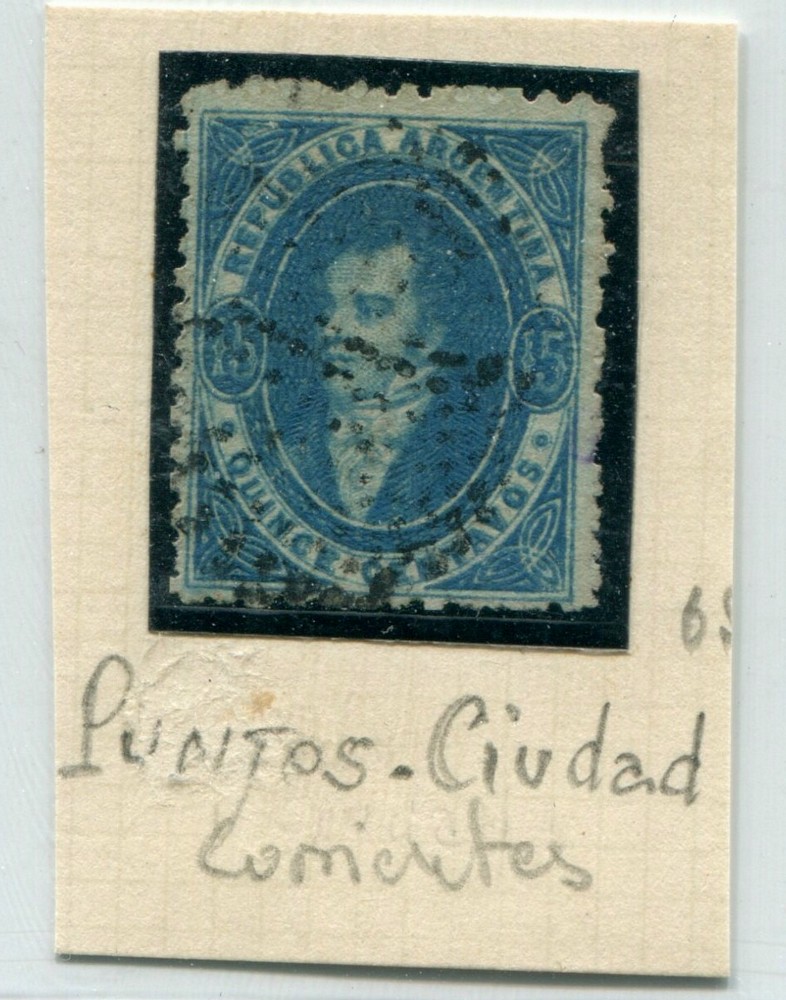 REPUBLICA ARGENTINA
15 15
QUINCE CENTAVOS
Puntos. Ciudad
Corrientes